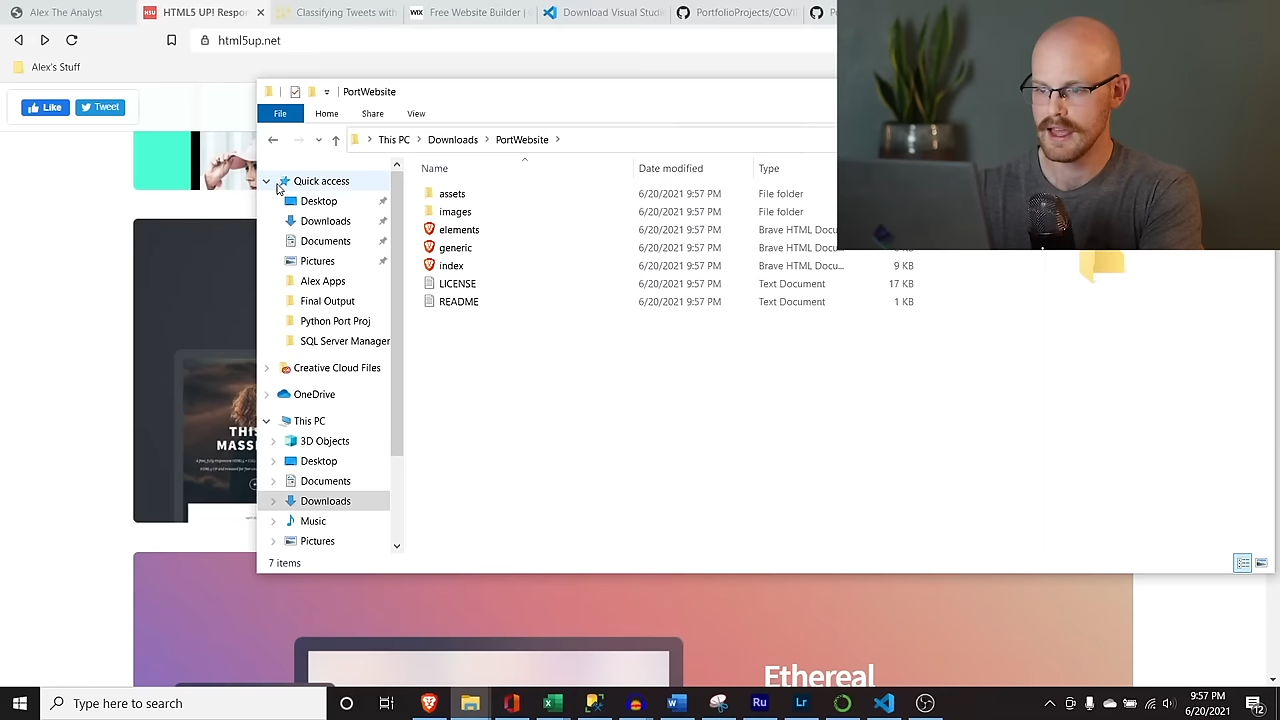 Alex The Analyst
HTML5 UP! Respon
Classifying Tweets with
WIX
Free Website Builder |
Download Visual Studi
PortfolioProjects/COVI
html5up.net
Alex's Stuff
Like
Tweet
PortWebsite
File
Home
Share
View
This PC
Downloads
PortWebsite
Name
Date modified
Type
Quick access
Desktop
Downloads
Documents
Pictures
Alex Apps
Final Output
Python Port Proj
SQL Server Manager
Creative Cloud Files
OneDrive
This PC
3D Objects
Desktop
Documents
Downloads
Music
Pictures
assets 6/20/2021 9:57 PM File folder
images 6/20/2021 9:57 PM File folder
elements 6/20/2021 9:57 PM Brave HTML Docu
generic 6/20/2021 9:57 PM Brave HTML Docu...
index 6/20/2021 9:57 PM Brave HTML Docu... 9 KB
LICENSE 6/20/2021 9:57 PM Text Document 17 KB
README 6/20/2021 9:57 PM Text Document 1 KB
THIS
MASS
7 items
Ethereal
Type here to search
Ru
Lr
9:57 PM
6/20/2021